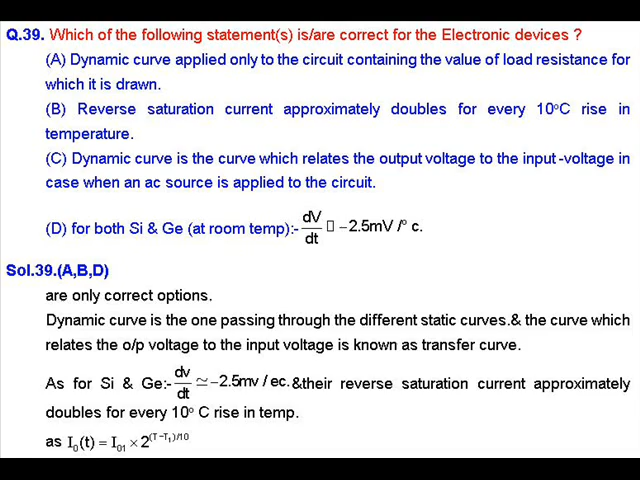 Q.39. Which of the following statement(s) is/are correct for the Electronic devices ?
(A) Dynamic curve applied only to the circuit containing the value of load resistance for
which it is drawn.
(B) Reverse saturation current approximately doubles for every 10°C rise in
temperature.
(C) Dynamic curve is the curve which relates the output voltage to the input -voltage in
case when an ac source is applied to the circuit.
(D) for both Si & Ge (at room temp):- dV/dt □ −2.5mV /° c.
Sol.39.(A,B,D)
are only correct options.
Dynamic curve is the one passing through the different static curves.& the curve which
relates the o/p voltage to the input voltage is known as transfer curve.
As for Si & Ge:- dv/dt ≃ −2.5mv / ec. &their reverse saturation current approximately
doubles for every 10° C rise in temp.
as I₀(t) = I₀₁ × 2^(T−T₁)/10